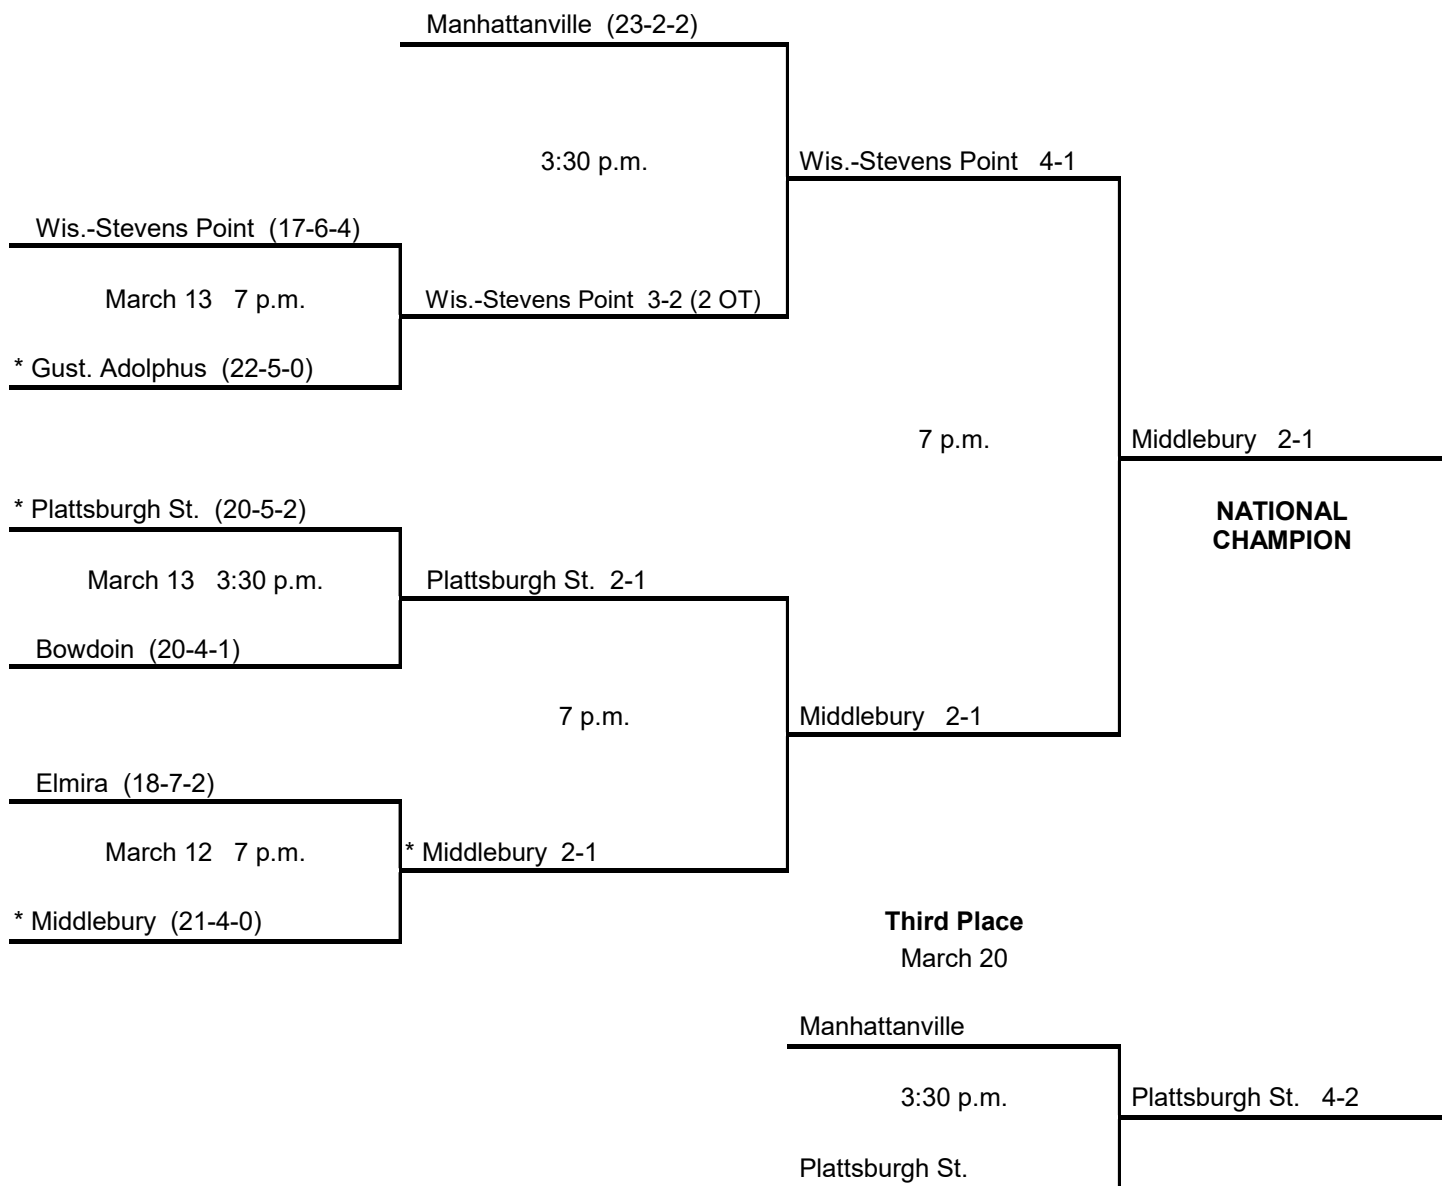 Manhattanville (23-2-2)
3:30 p.m.
Wis.-Stevens Point 4-1
Wis.-Stevens Point (17-6-4)
March 13 7 p.m.
Wis.-Stevens Point 3-2 (2 OT)
* Gust. Adolphus (22-5-0)
7 p.m.
Middlebury 2-1
* Plattsburgh St. (20-5-2)
NATIONAL
CHAMPION
March 13 3:30 p.m.
Plattsburgh St. 2-1
Bowdoin (20-4-1)
7 p.m.
Middlebury 2-1
Elmira (18-7-2)
March 12 7 p.m.
* Middlebury 2-1
* Middlebury (21-4-0)
Third Place
March 20
Manhattanville
3:30 p.m.
Plattsburgh St. 4-2
Plattsburgh St.